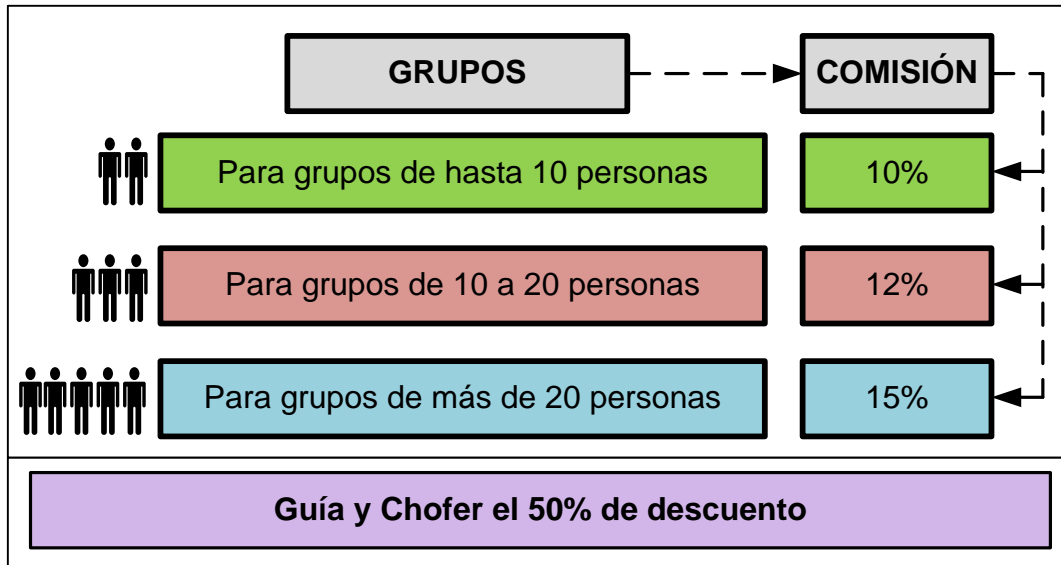 GRUPOS
COMISIÓN
Para grupos de hasta 10 personas
10%
Para grupos de 10 a 20 personas
12%
Para grupos de más de 20 personas
15%
Guía y Chofer el 50% de descuento